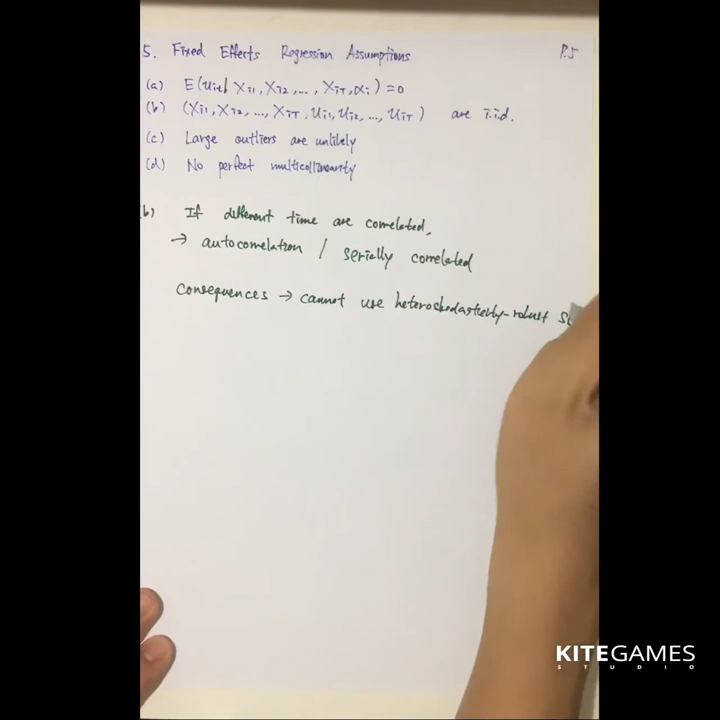 5. Fixed Effects Regression Assumptions
P.5
(a) E(uit| Xi1, Xi2, ..., XiT, αi) = 0
(b) (Xi1, Xi2, ..., XiT, ui1, ui2, ..., uiT) are i.i.d.
(c) Large outliers are unlikely
(d) No perfect multicollinearity
b) If different time are correlated,
→ autocorrelation / serially correlated
consequences → cannot use heteroskedasticity-robust
KITEGAMES
STUDIO